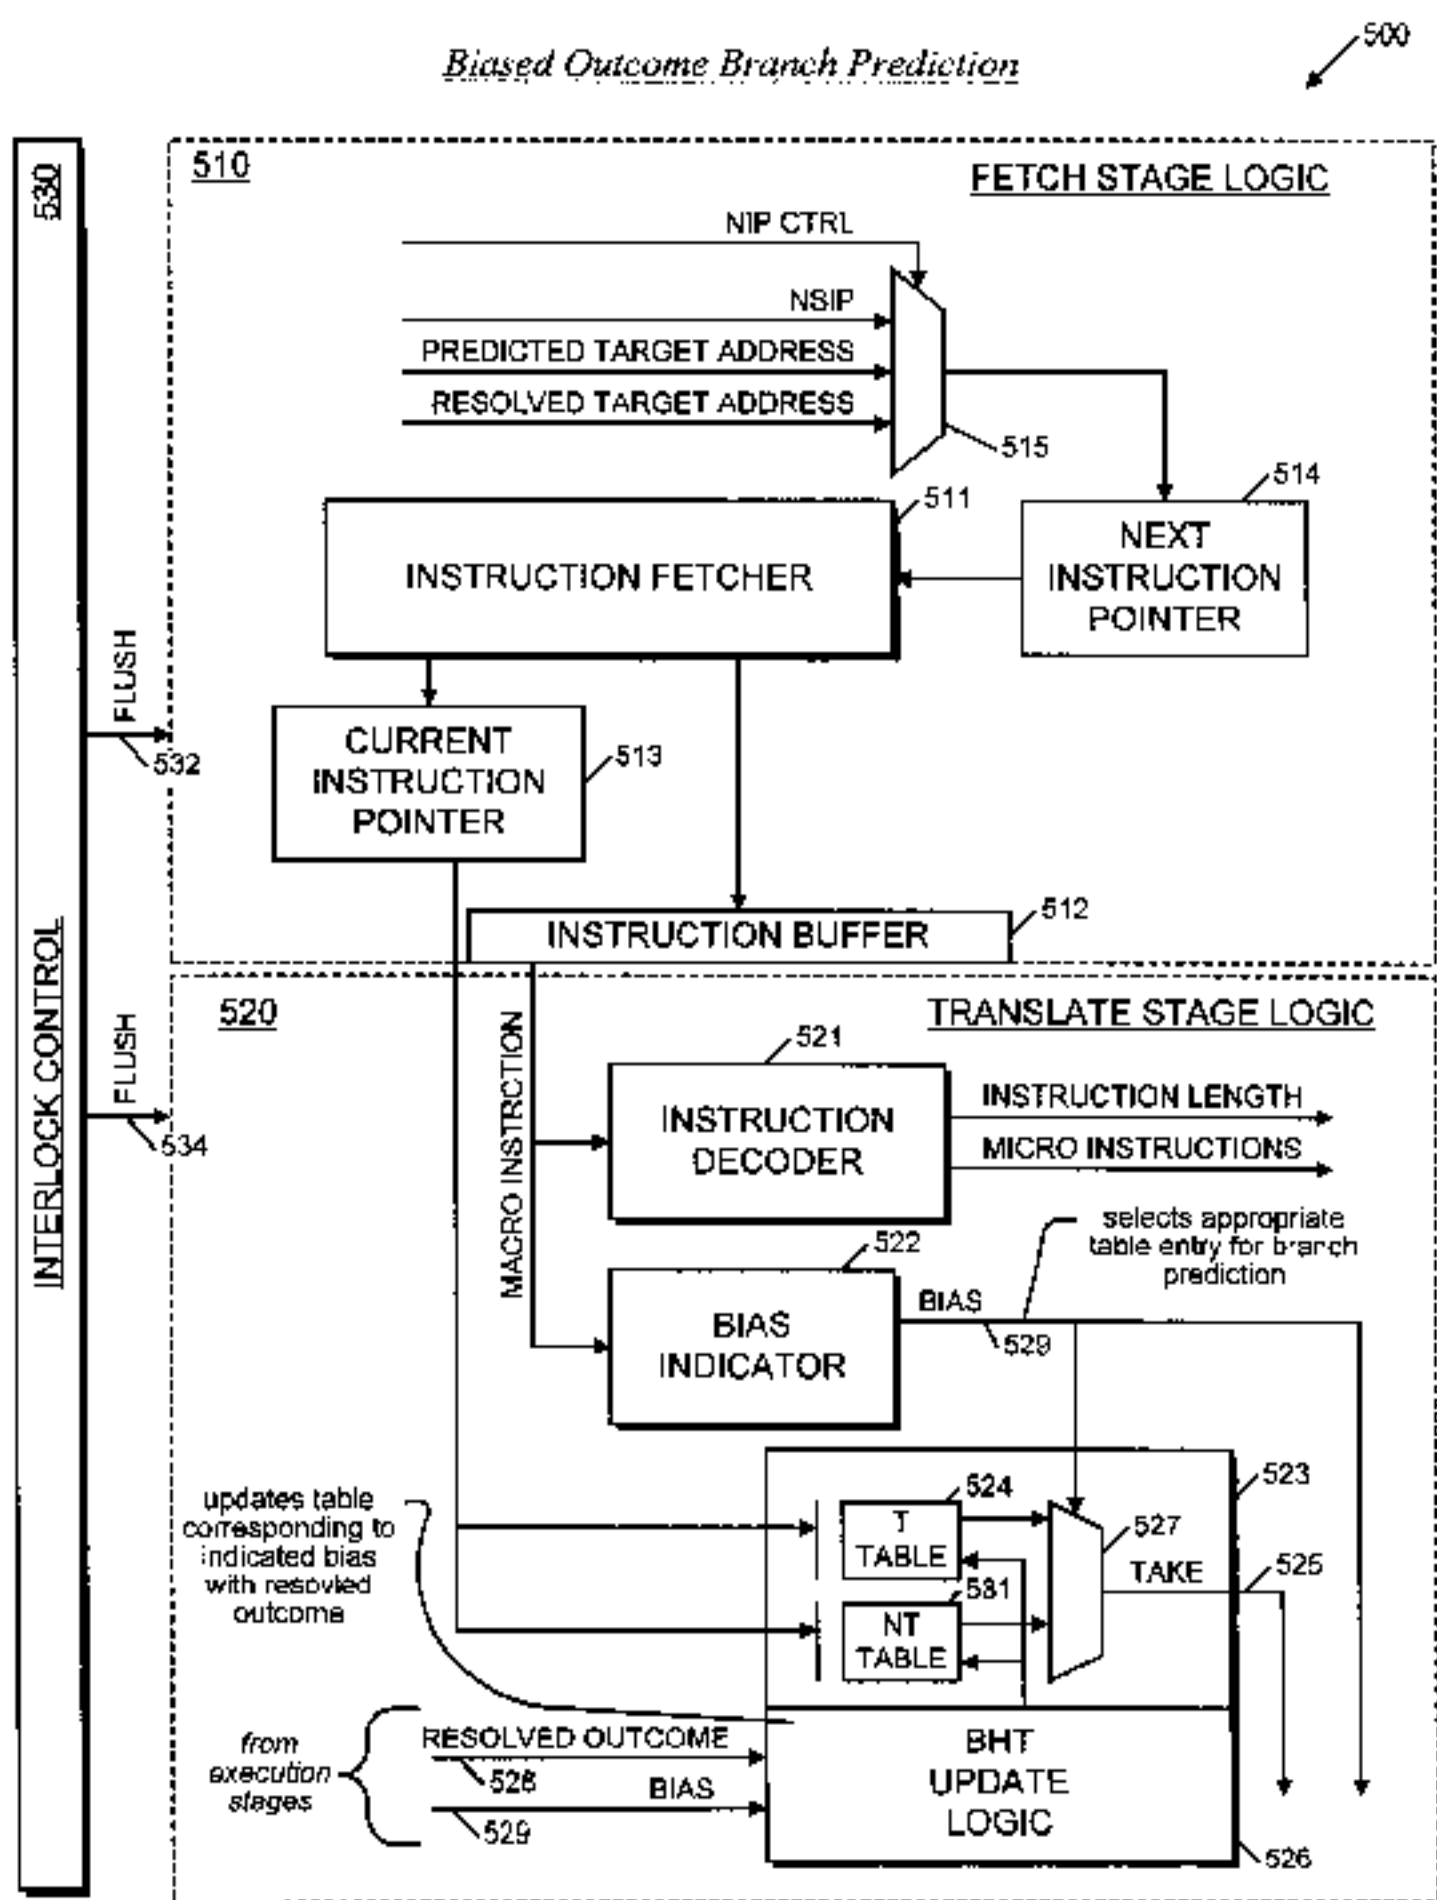 Biased Outcome Branch Prediction
500
530
INTERLOCK CONTROL
510
FETCH STAGE LOGIC
NIP CTRL
NSIP
PREDICTED TARGET ADDRESS
RESOLVED TARGET ADDRESS
515
514
511
INSTRUCTION FETCHER
NEXT
INSTRUCTION
POINTER
FLUSH
532
CURRENT
INSTRUCTION
POINTER
513
512
INSTRUCTION BUFFER
520
TRANSLATE STAGE LOGIC
FLUSH
534
MACRO INSTRCTION
521
INSTRUCTION
DECODER
INSTRUCTION LENGTH
MICRO INSTRUCTIONS
selects appropriate
table entry for branch
prediction
522
BIAS
INDICATOR
BIAS
529
523
updates table
corresponding to
indicated bias
with resovled
outcome
524
T
TABLE
527
TAKE
525
531
NT
TABLE
from
execution
stages
RESOLVED OUTCOME
528
BIAS
529
BHT
UPDATE
LOGIC
526